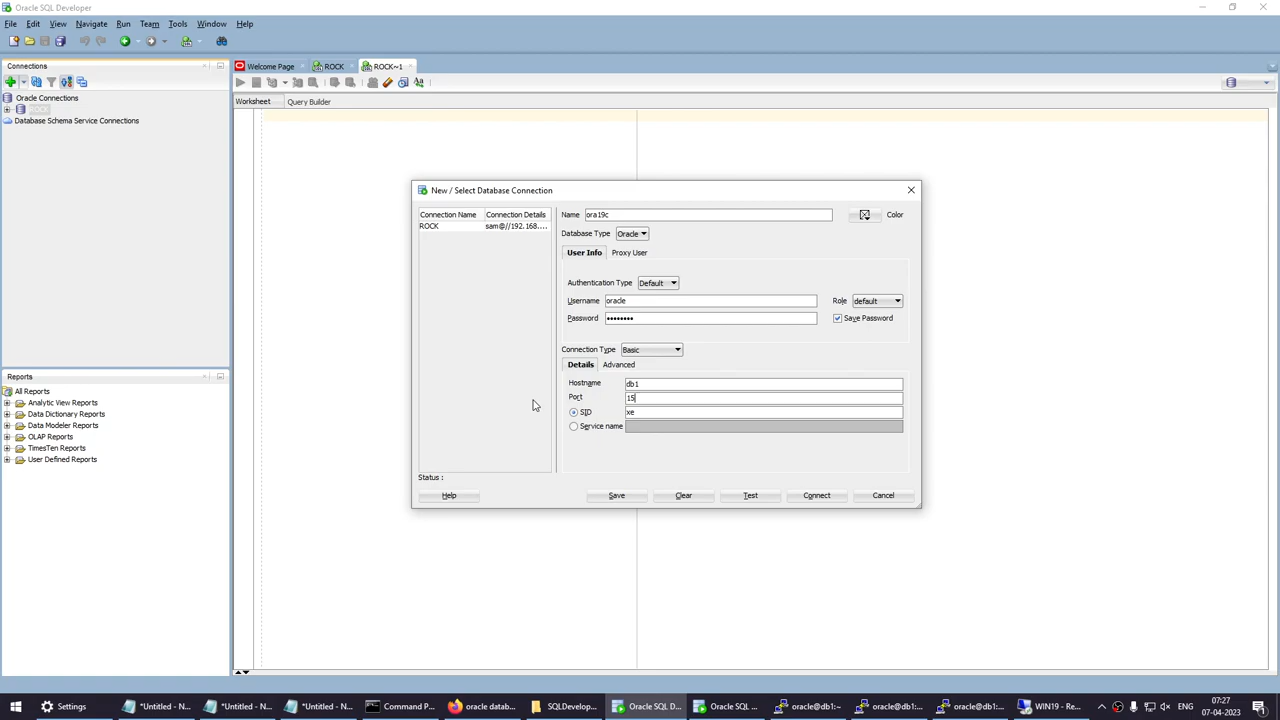 Oracle SQL Developer
File Edit View Navigate Run Team Tools Window Help
Connections
Welcome Page ROCK ROCK~1
Oracle Connections
ROCK
Database Schema Service Connections
Worksheet Query Builder
New / Select Database Connection
Connection Name Connection Details
ROCK sam@//192.168....
Name ora19c Color
Database Type Oracle
User Info Proxy User
Authentication Type Default
Username oracle Role default
Password •••••••• Save Password
Connection Type Basic
Details Advanced
Hostname db1
Port 15
SID xe
Service name
Status :
Help Save Clear Test Connect Cancel
Reports
All Reports
Analytic View Reports
Data Dictionary Reports
Data Modeler Reports
OLAP Reports
TimesTen Reports
User Defined Reports
Settings *Untitled - N... *Untitled - N... *Untitled - N... Command P... oracle datab... SQLDevelop... Oracle SQL D... Oracle SQL ... oracle@db1:~ oracle@db1:... oracle@db1:... WIN19 - Re...
07:27
07-04-2023